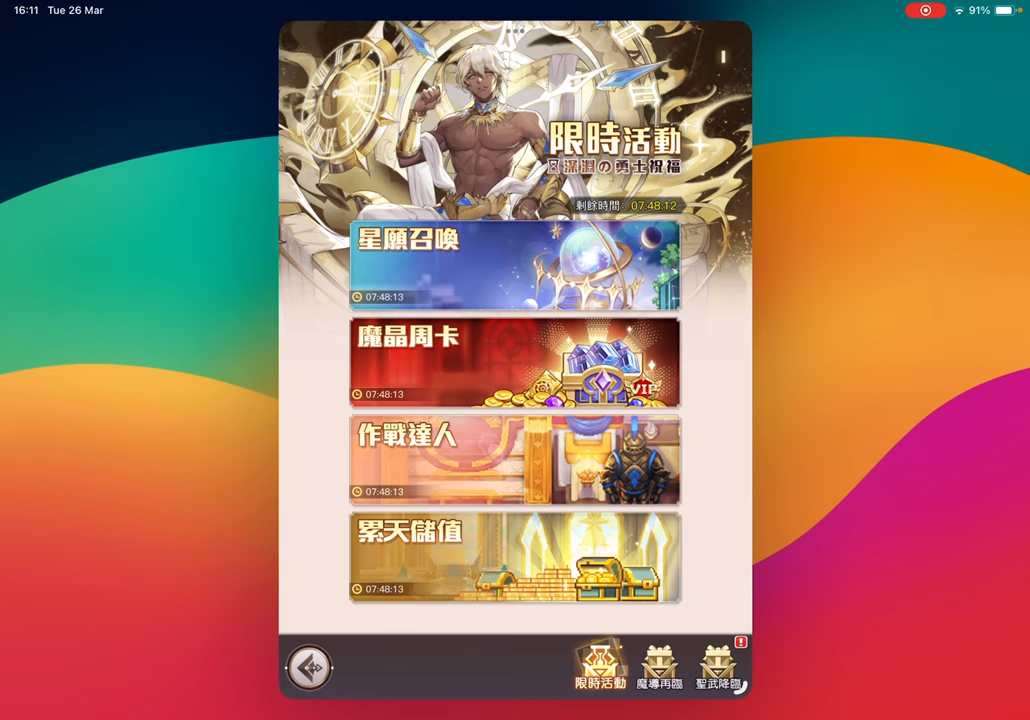 16:11 Tue 26 Mar
91%
限時活動
深淵の勇士祝福
剩餘時間: 07:48:12
星願召喚
07:48:13
魔晶周卡
VIP
07:48:13
作戰達人
07:48:13
累天儲值
07:48:13
限時活動
魔導再臨
聖武降臨